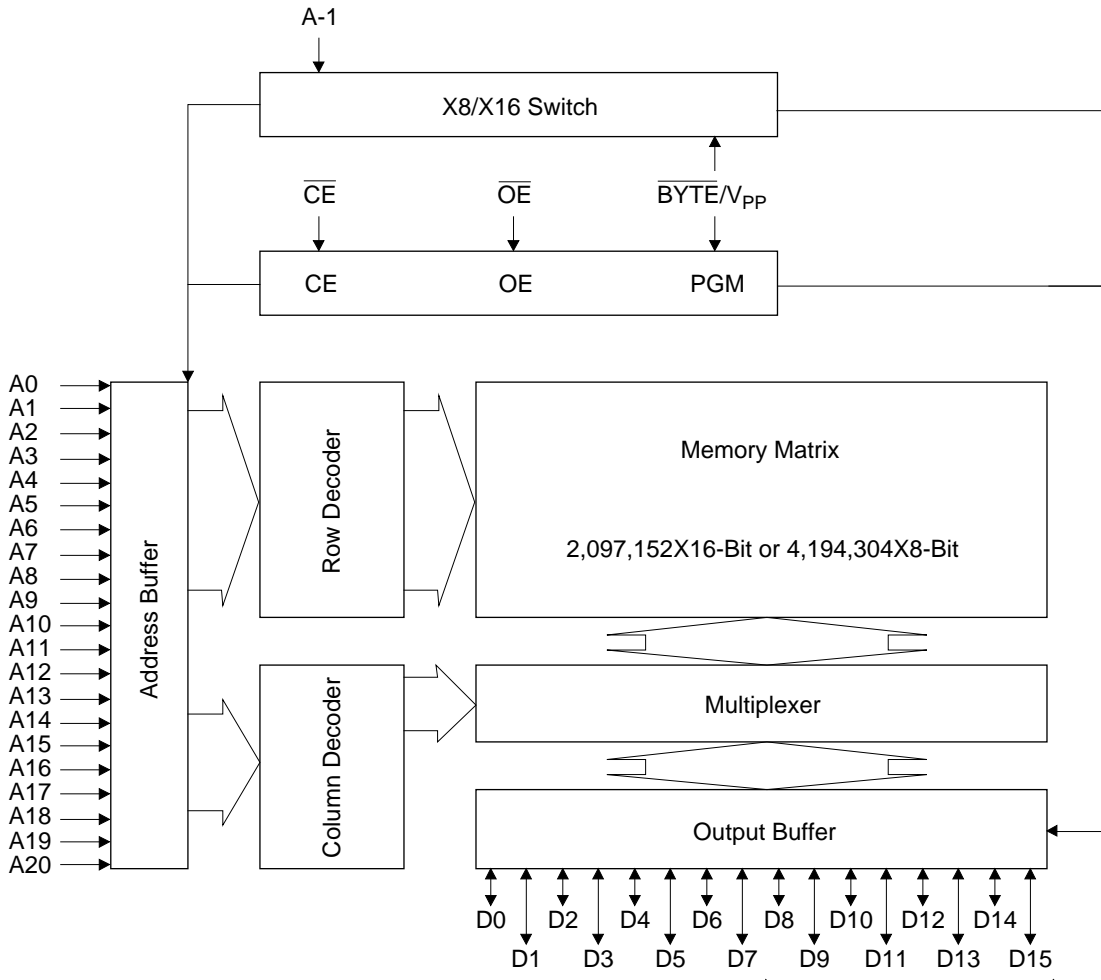 A-1
X8/X16 Switch
CE OE BYTE/VPP
CE OE PGM
A0
A1
A2
A3
A4
A5
A6
A7
A8
A9
A10
A11
A12
A13
A14
A15
A16
A17
A18
A19
A20
Address Buffer
Row Decoder
Column Decoder
Memory Matrix
2,097,152X16-Bit or 4,194,304X8-Bit
Multiplexer
Output Buffer
D0 D2 D4 D6 D8 D10 D12 D14
D1 D3 D5 D7 D9 D11 D13 D15